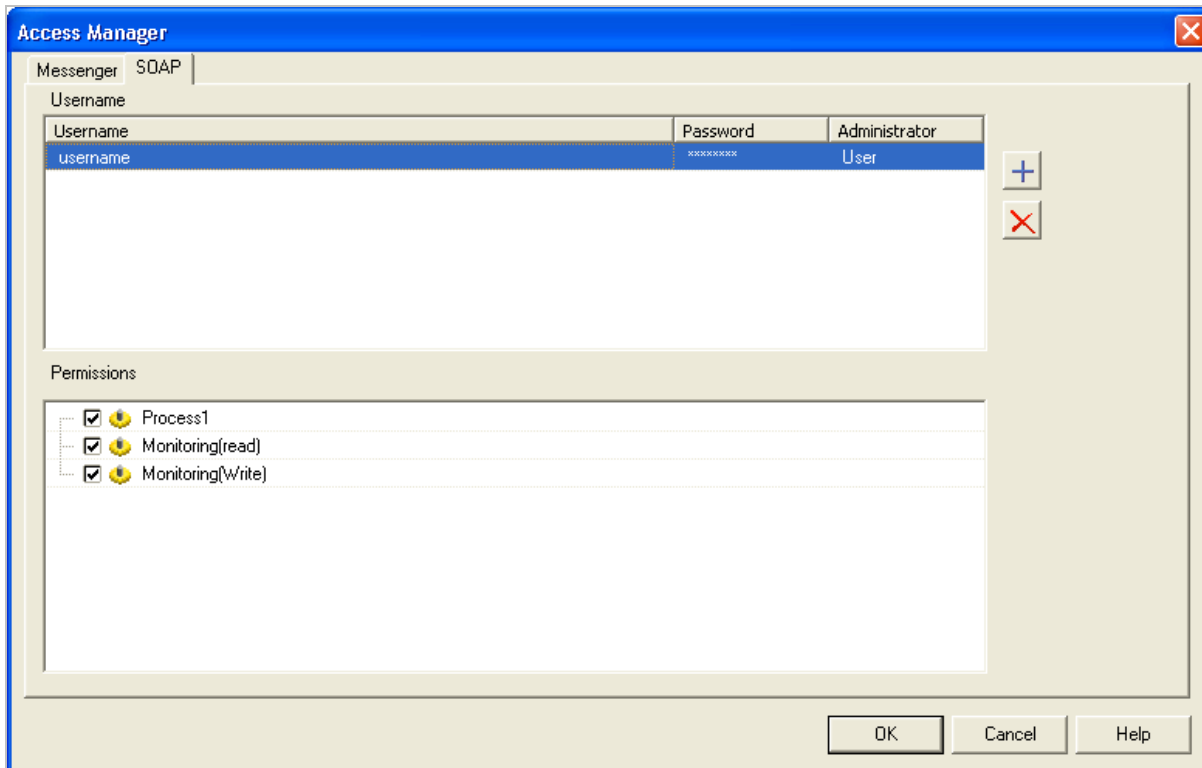 Access Manager
Messenger SOAP
Username
Username Password Administrator
username ******** User
Permissions
Process1
Monitoring(read)
Monitoring(Write)
OK Cancel Help